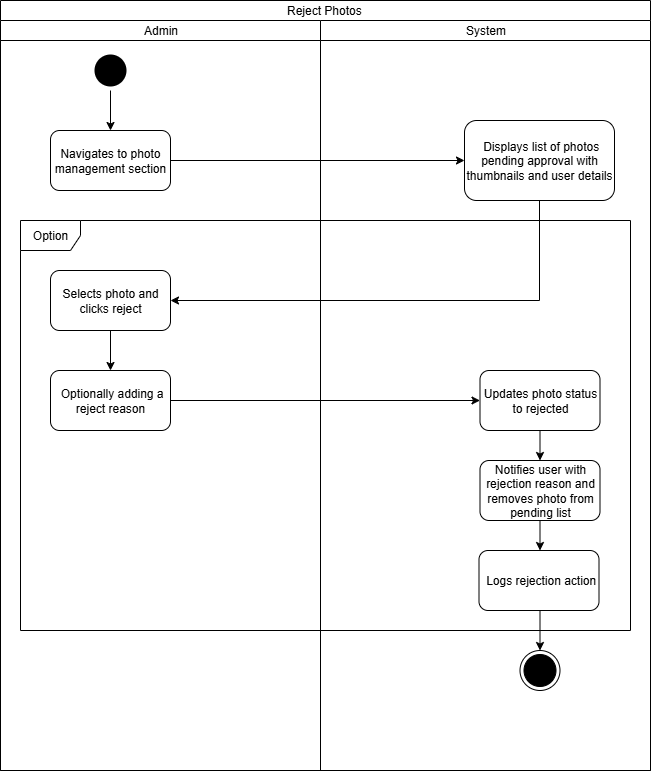 Reject Photos
Admin
System
Navigates to photo
management section
Displays list of photos
pending approval with
thumbnails and user details
Option
Selects photo and
clicks reject
Optionally adding a
reject reason
Updates photo status
to rejected
Notifies user with
rejection reason and
removes photo from
pending list
Logs rejection action